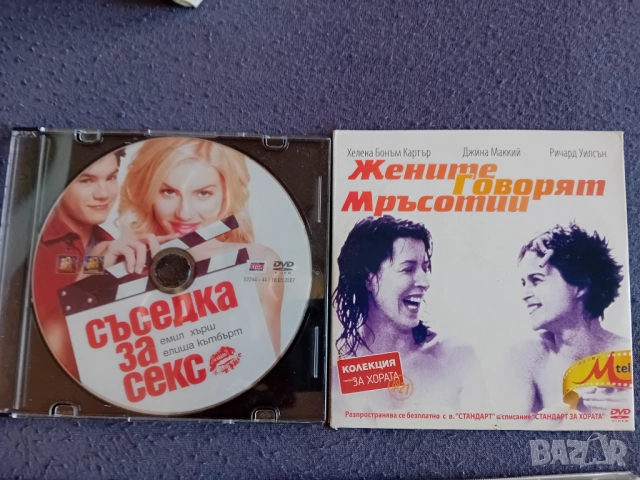 СЪСЕДКА
ЗА
СЕКС
ЕМИЛ ХЪРШ
ЕЛИША КЪТБЪРТ
DVD
Хелена Бонъм Картър Джина Маккий Ричард Уилсън
Жените
Говорят
Мръсотии
КОЛЕКЦИЯ
ЗА ХОРАТА
Mtel
Разпространява се безплатно с в. "СТАНДАРТ" и списание "СТАНДАРТ ЗА ХОРАТА"
DVD
BAZAR